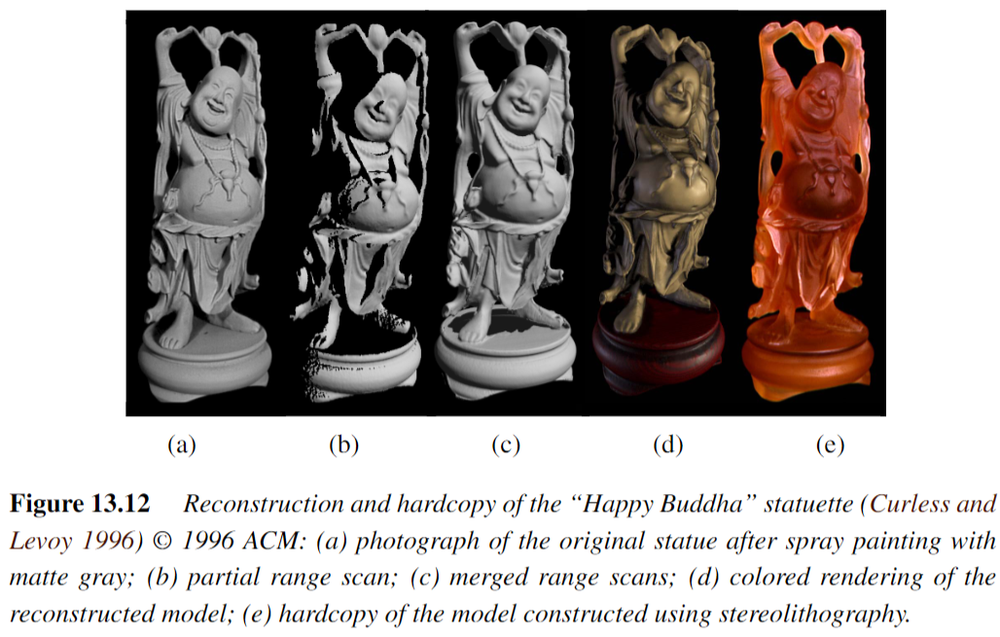 (a) (b) (c) (d) (e)
Figure 13.12 Reconstruction and hardcopy of the “Happy Buddha” statuette (Curless and
Levoy 1996) © 1996 ACM: (a) photograph of the original statue after spray painting with
matte gray; (b) partial range scan; (c) merged range scans; (d) colored rendering of the
reconstructed model; (e) hardcopy of the model constructed using stereolithography.